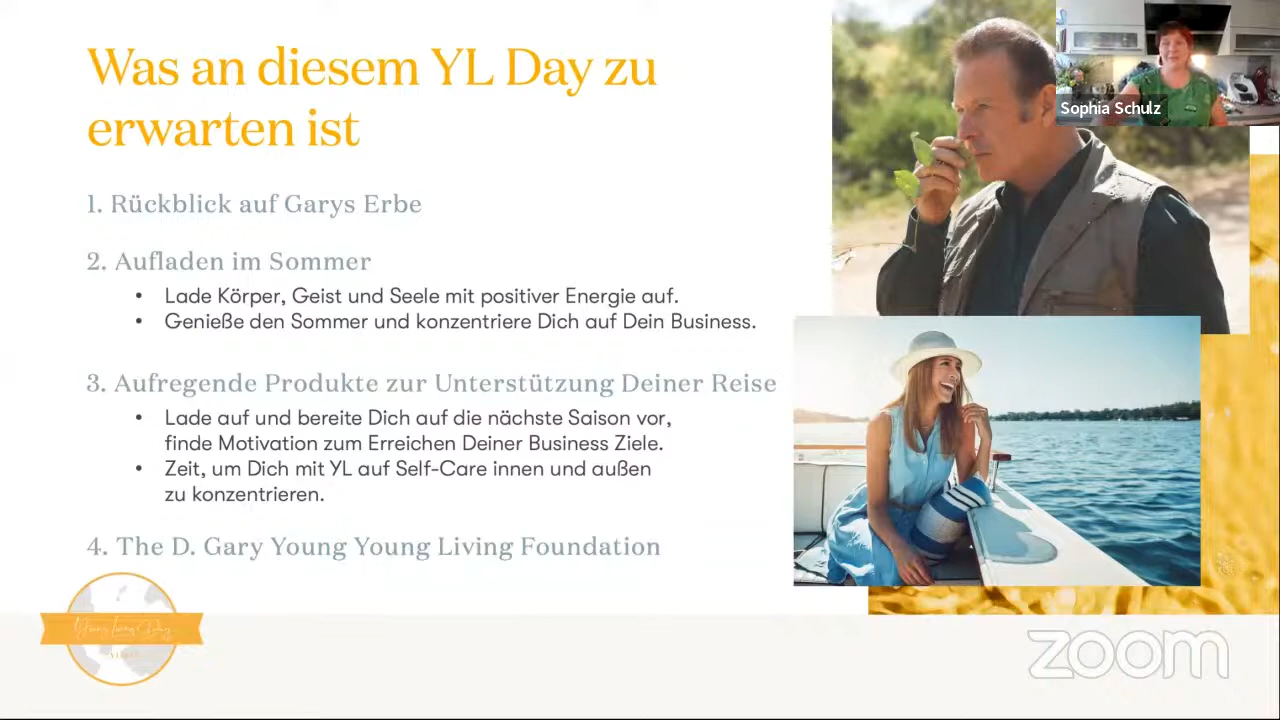 Was an diesem YL Day zu
erwarten ist
1. Rückblick auf Garys Erbe
2. Aufladen im Sommer
• Lade Körper, Geist und Seele mit positiver Energie auf.
• Genieße den Sommer und konzentriere Dich auf Dein Business.
3. Aufregende Produkte zur Unterstützung Deiner Reise
• Lade auf und bereite Dich auf die nächste Saison vor,
finde Motivation zum Erreichen Deiner Business Ziele.
• Zeit, um Dich mit YL auf Self-Care innen und außen
zu konzentrieren.
4. The D. Gary Young Young Living Foundation
Sophia Schulz
Young Living Day
zoom